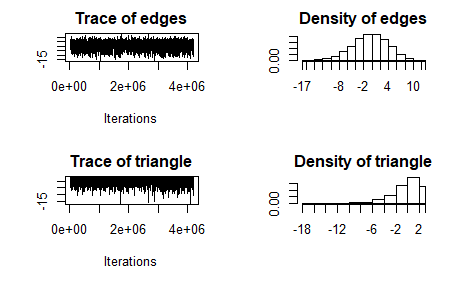 Trace of edges
-15
0e+00 2e+06 4e+06
Iterations
Density of edges
0.00
-17 -8 -2 4 10
Trace of triangle
-15
0e+00 2e+06 4e+06
Iterations
Density of triangle
0.00
-18 -12 -6 -2 2